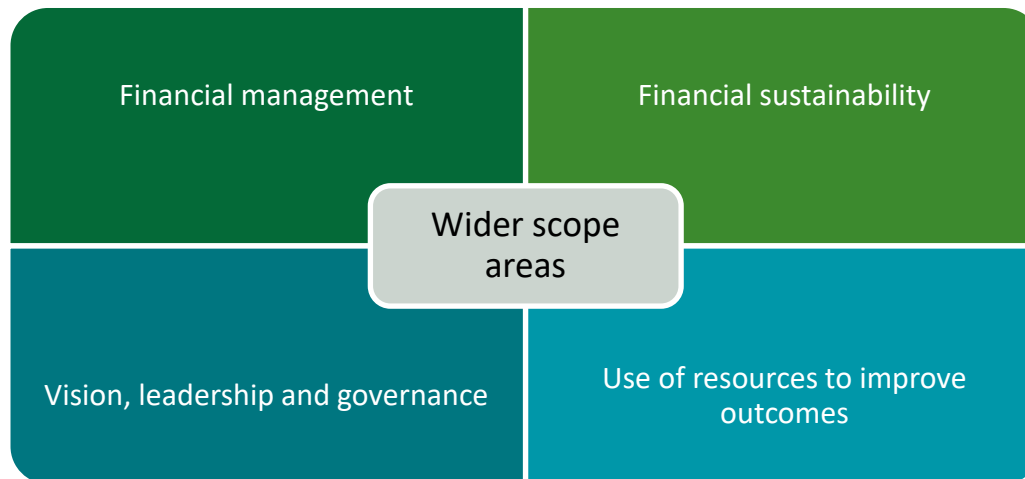 Financial management
Financial sustainability
Wider scope
areas
Vision, leadership and governance
Use of resources to improve
outcomes